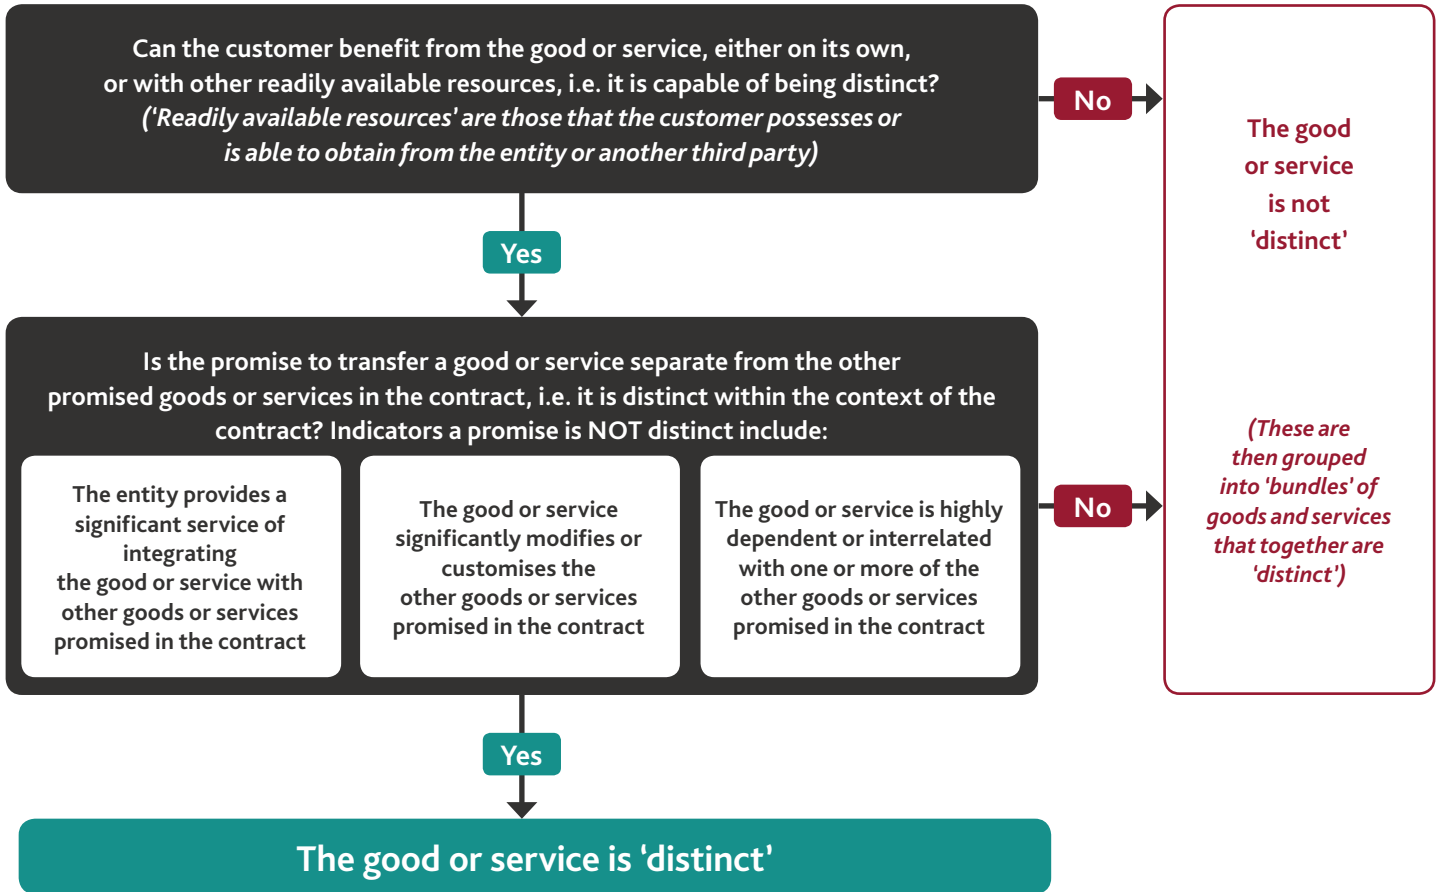 Can the customer benefit from the good or service, either on its own,
or with other readily available resources, i.e. it is capable of being distinct?
(‘Readily available resources’ are those that the customer possesses or
is able to obtain from the entity or another third party)
No
The good
or service
is not
‘distinct’
Yes
Is the promise to transfer a good or service separate from the other
promised goods or services in the contract, i.e. it is distinct within the context of the
contract? Indicators a promise is NOT distinct include:
The entity provides a
significant service of
integrating
the good or service with
other goods or services
promised in the contract
The good or service
significantly modifies or
customises the
other goods or services
promised in the contract
The good or service is highly
dependent or interrelated
with one or more of the
other goods or services
promised in the contract
No
(These are
then grouped
into ‘bundles’ of
goods and services
that together are
‘distinct’)
Yes
The good or service is ‘distinct’